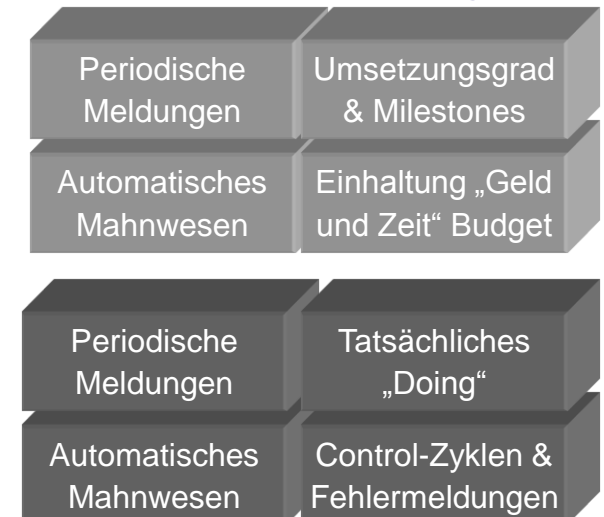 Periodische
Meldungen
Umsetzungsgrad
& Milestones
Automatisches
Mahnwesen
Einhaltung „Geld
und Zeit“ Budget
Periodische
Meldungen
Tatsächliches
„Doing“
Automatisches
Mahnwesen
Control-Zyklen &
Fehlermeldungen